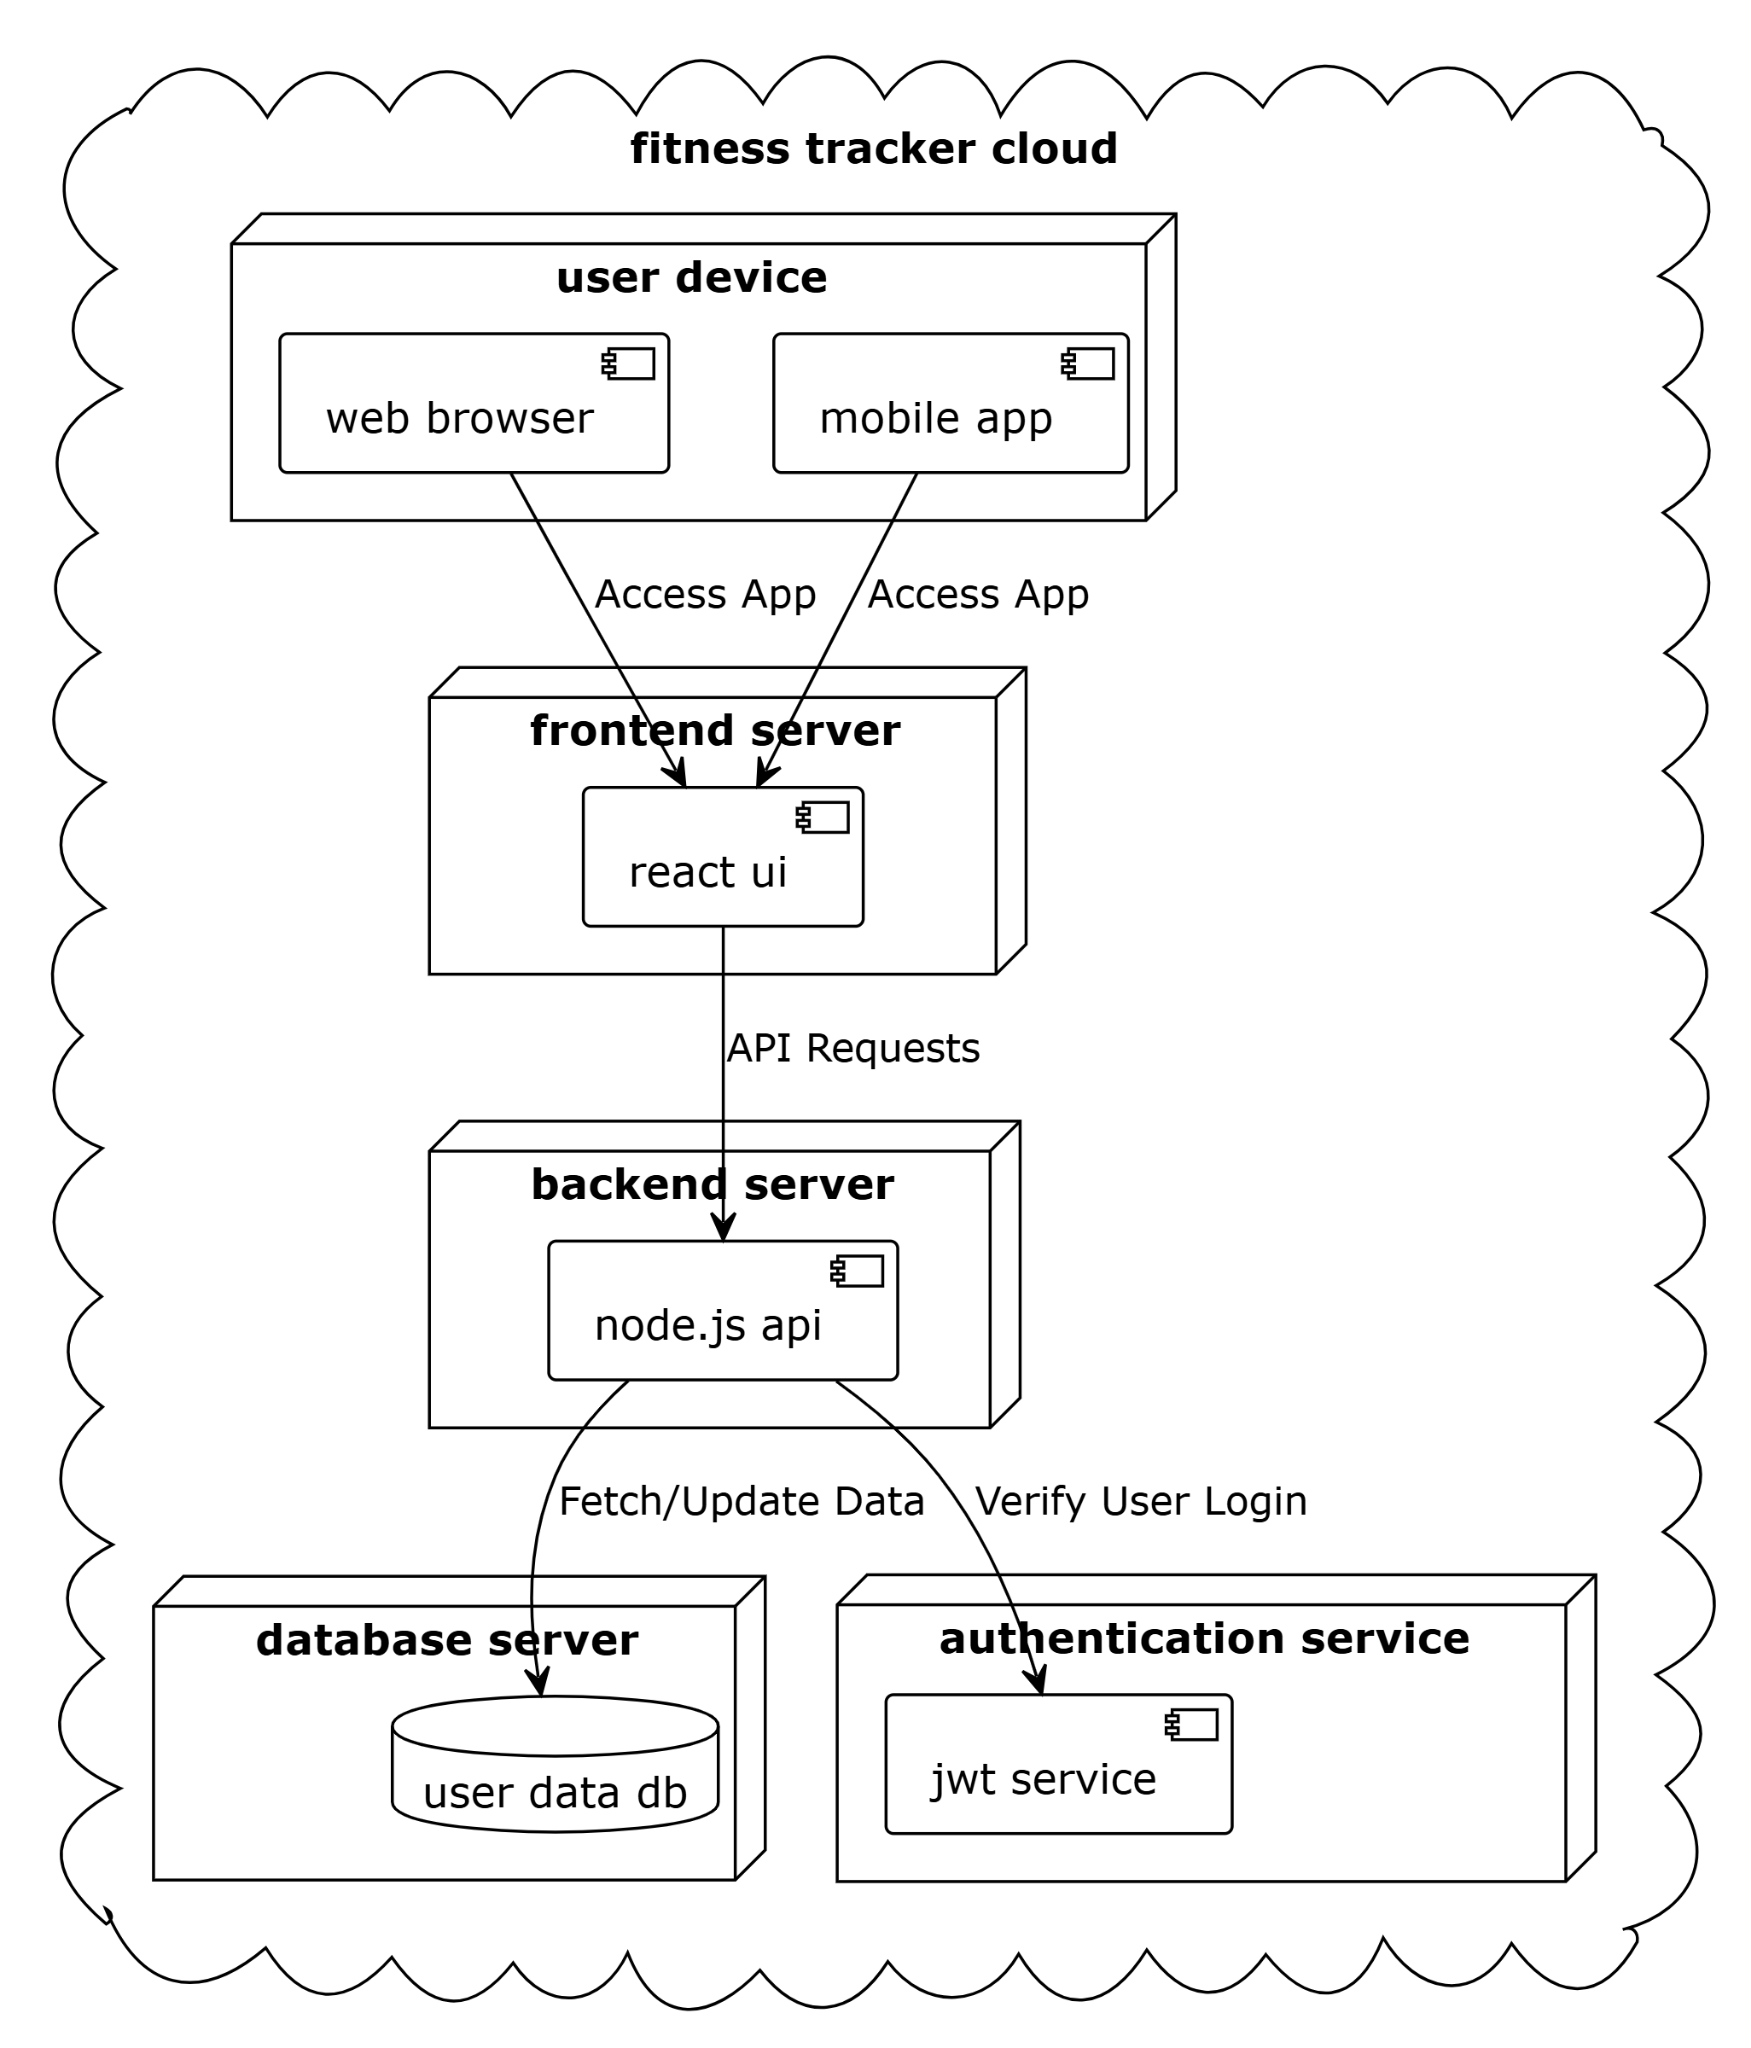 fitness tracker cloud
user device
web browser
mobile app
Access App
Access App
frontend server
react ui
API Requests
backend server
node.js api
Fetch/Update Data
Verify User Login
database server
authentication service
user data db
jwt service